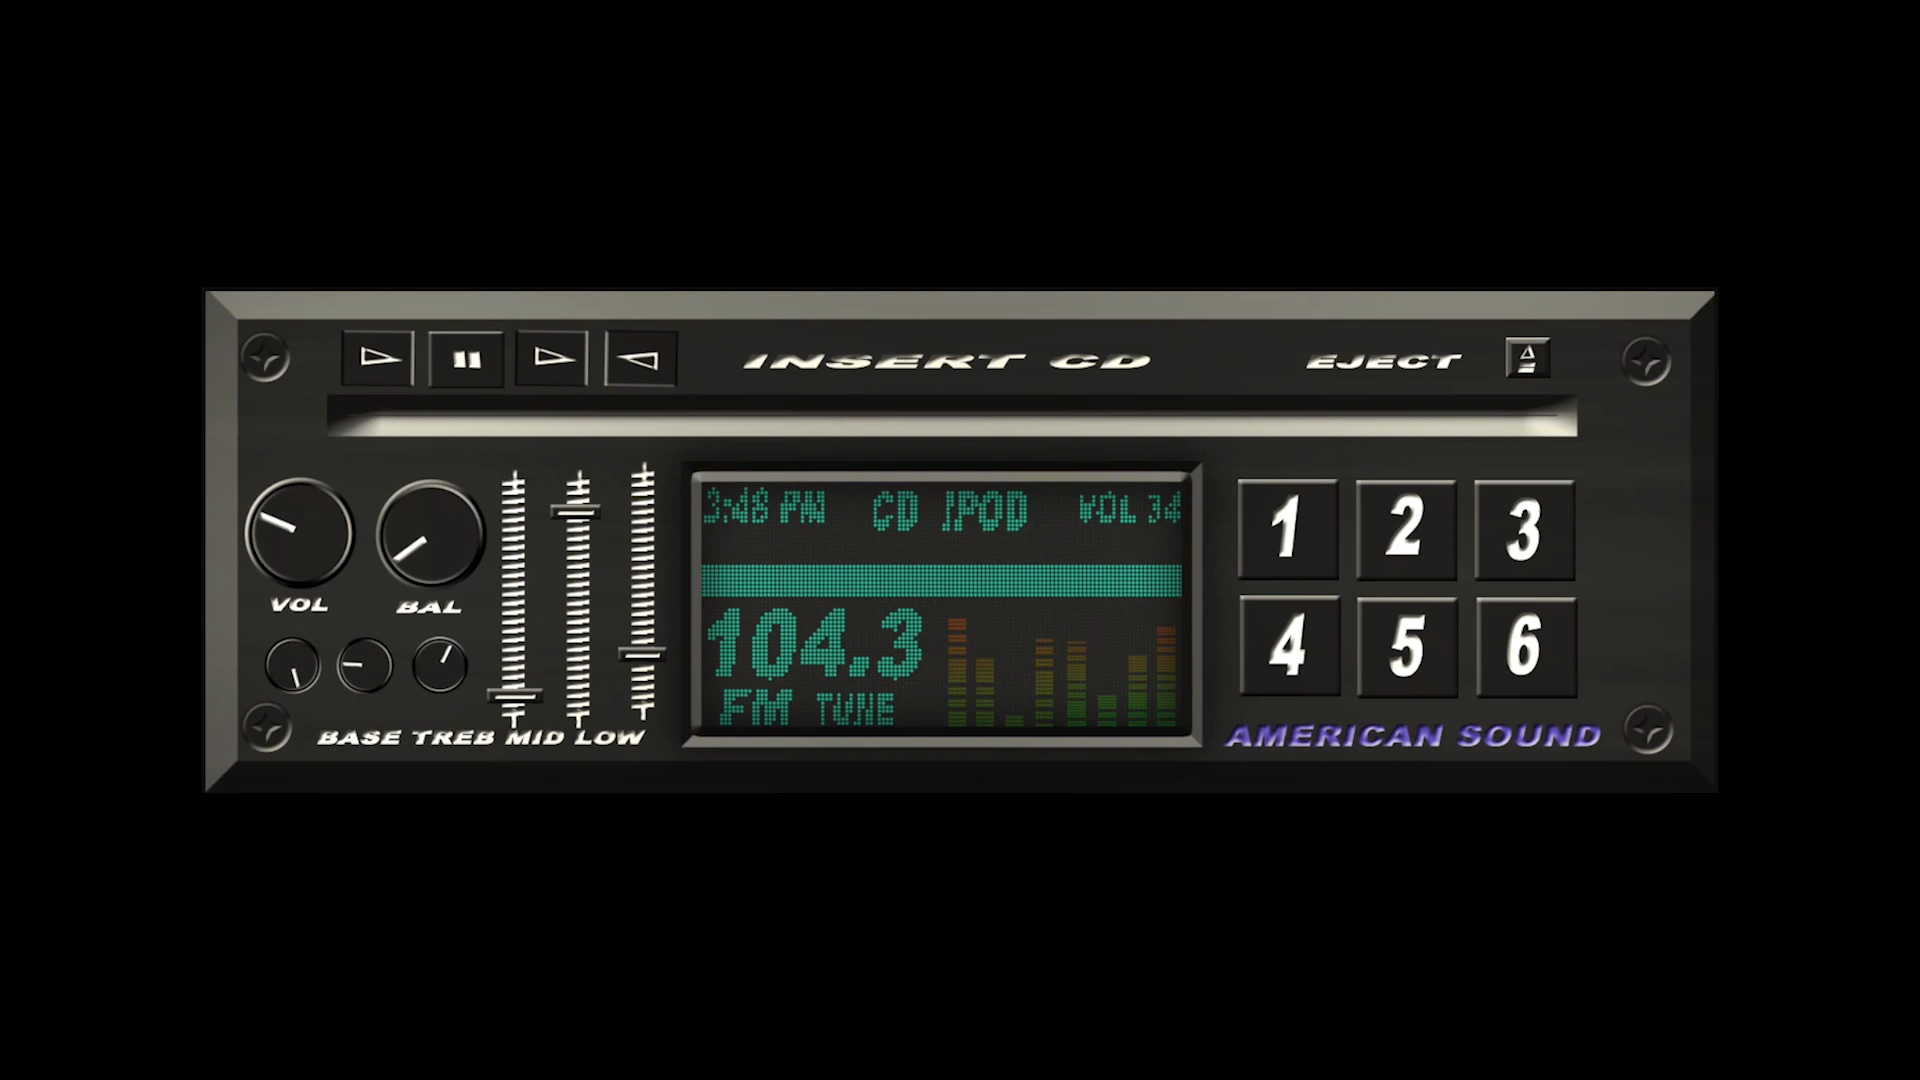 INSERT CD
EJECT
3:48 PM CD IPOD VOL 34
104.3
FM TUNE
VOL BAL
BASE TREB MID LOW
1 2 3
4 5 6
AMERICAN SOUND